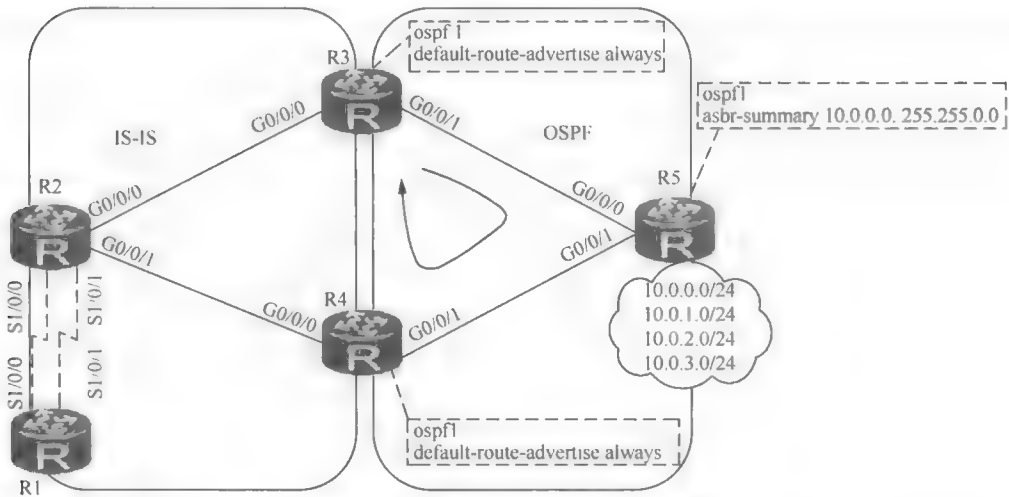 ospf 1
default-route-advertise always
R3
ospf1
asbr-summary 10.0.0.0. 255.255.0.0
G0/0/0
G0/0/1
IS-IS
OSPF
R2
R5
G0/0/0
G0/0/0
G0/0/1
G0/0/1
R4
S1/0/0
S1/0/1
G0/0/0
G0/0/1
10.0.0.0/24
10.0.1.0/24
10.0.2.0/24
10.0.3.0/24
S1/0/0
S1/0/1
ospf1
default-route-advertise always
R1
R
R
R
R
R